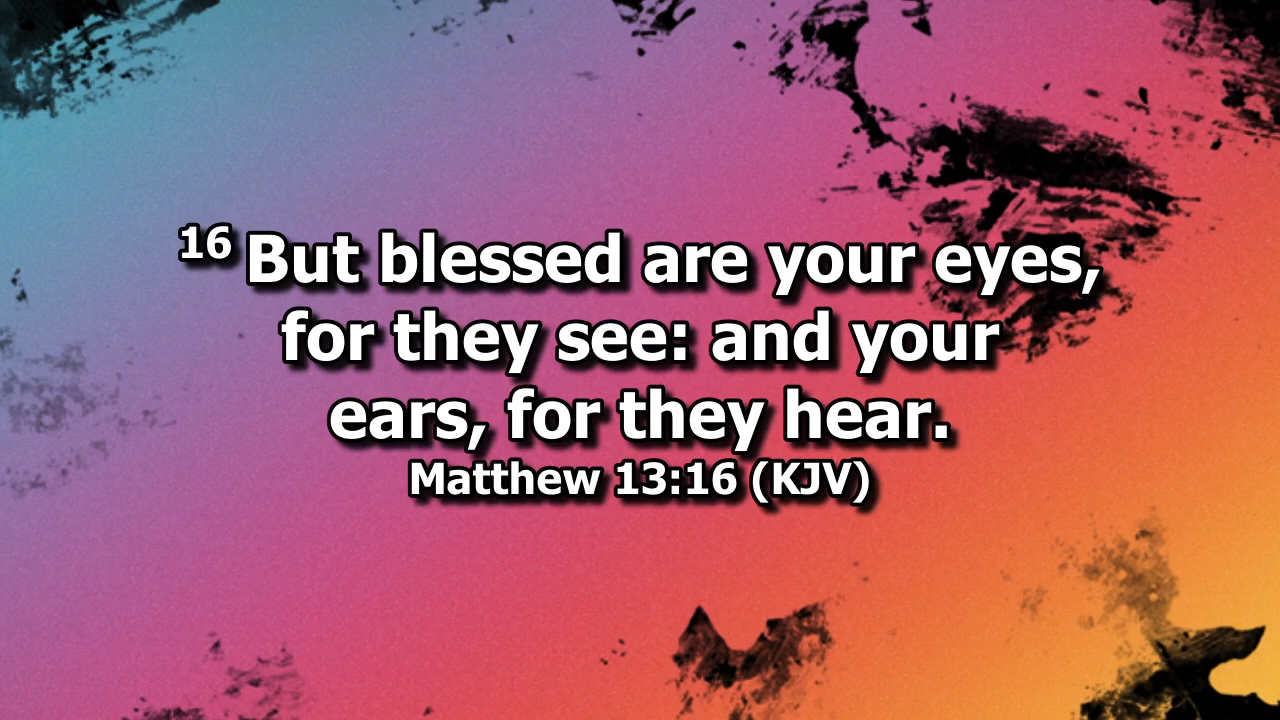 16 But blessed are your eyes,
for they see: and your
ears, for they hear.
Matthew 13:16 (KJV)